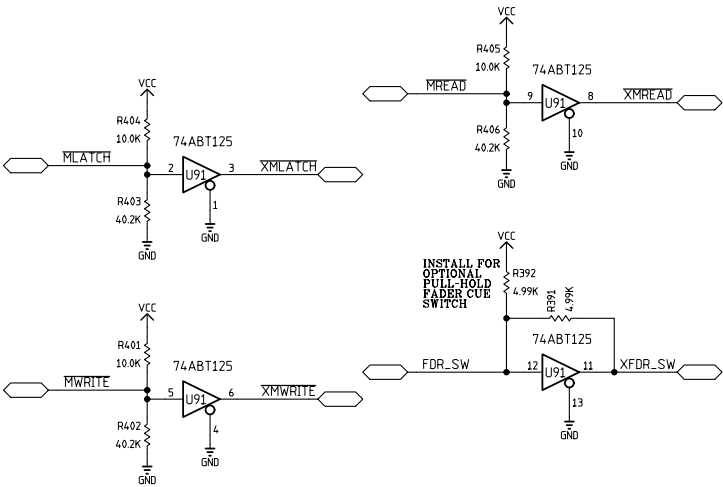 VCC
R404
10.0K
74ABT125
MLATCH
2
U91
3
XMLATCH
R403
40.2K
1
GND
GND
VCC
R405
10.0K
74ABT125
MREAD
9
U91
8
XMREAD
R406
40.2K
10
GND
GND
VCC
R401
10.0K
74ABT125
MWRITE
5
U91
6
XMWRITE
R402
40.2K
4
GND
GND
VCC
INSTALL FOR
OPTIONAL
PULL-HOLD
FADER CUE
SWITCH
R392
4.99K
R391
4.99K
74ABT125
FDR_SW
12
U91
11
XFDR_SW
13
GND